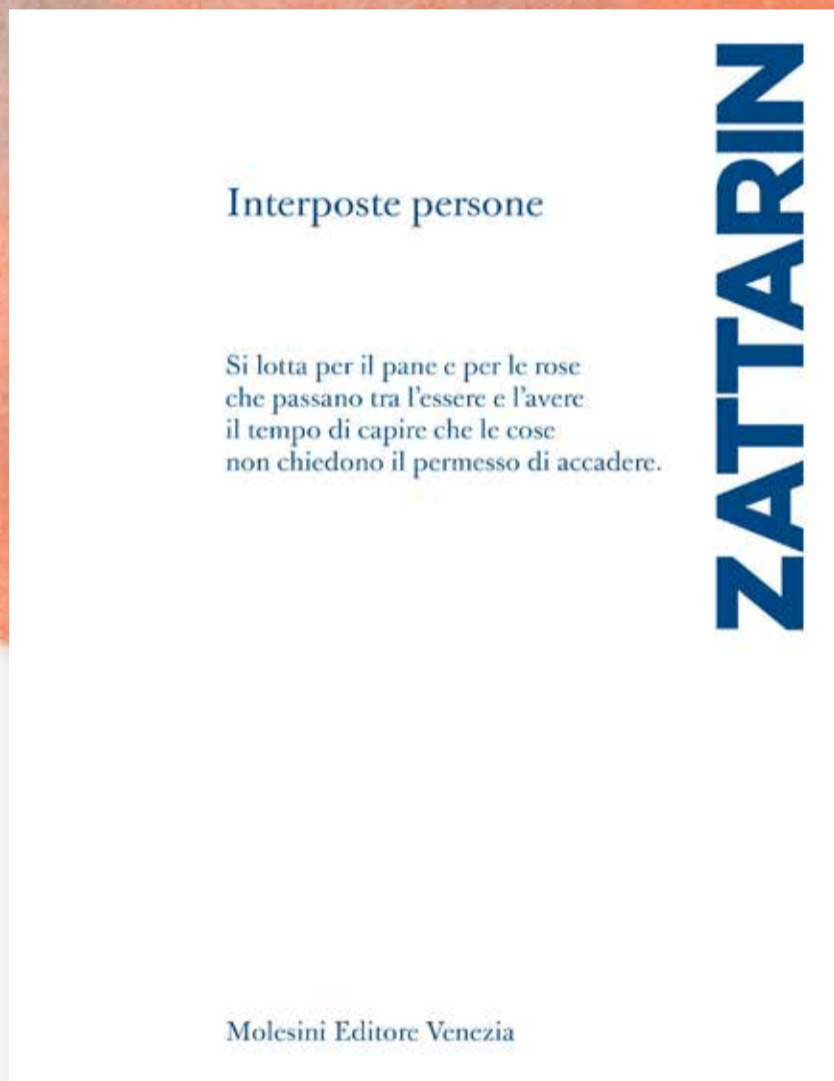 ZATTARIN
Interposte persone
Si lotta per il pane e per le rose
che passano tra l'essere e l'avere
il tempo di capire che le cose
non chiedono il permesso di accadere.
Molesini Editore Venezia